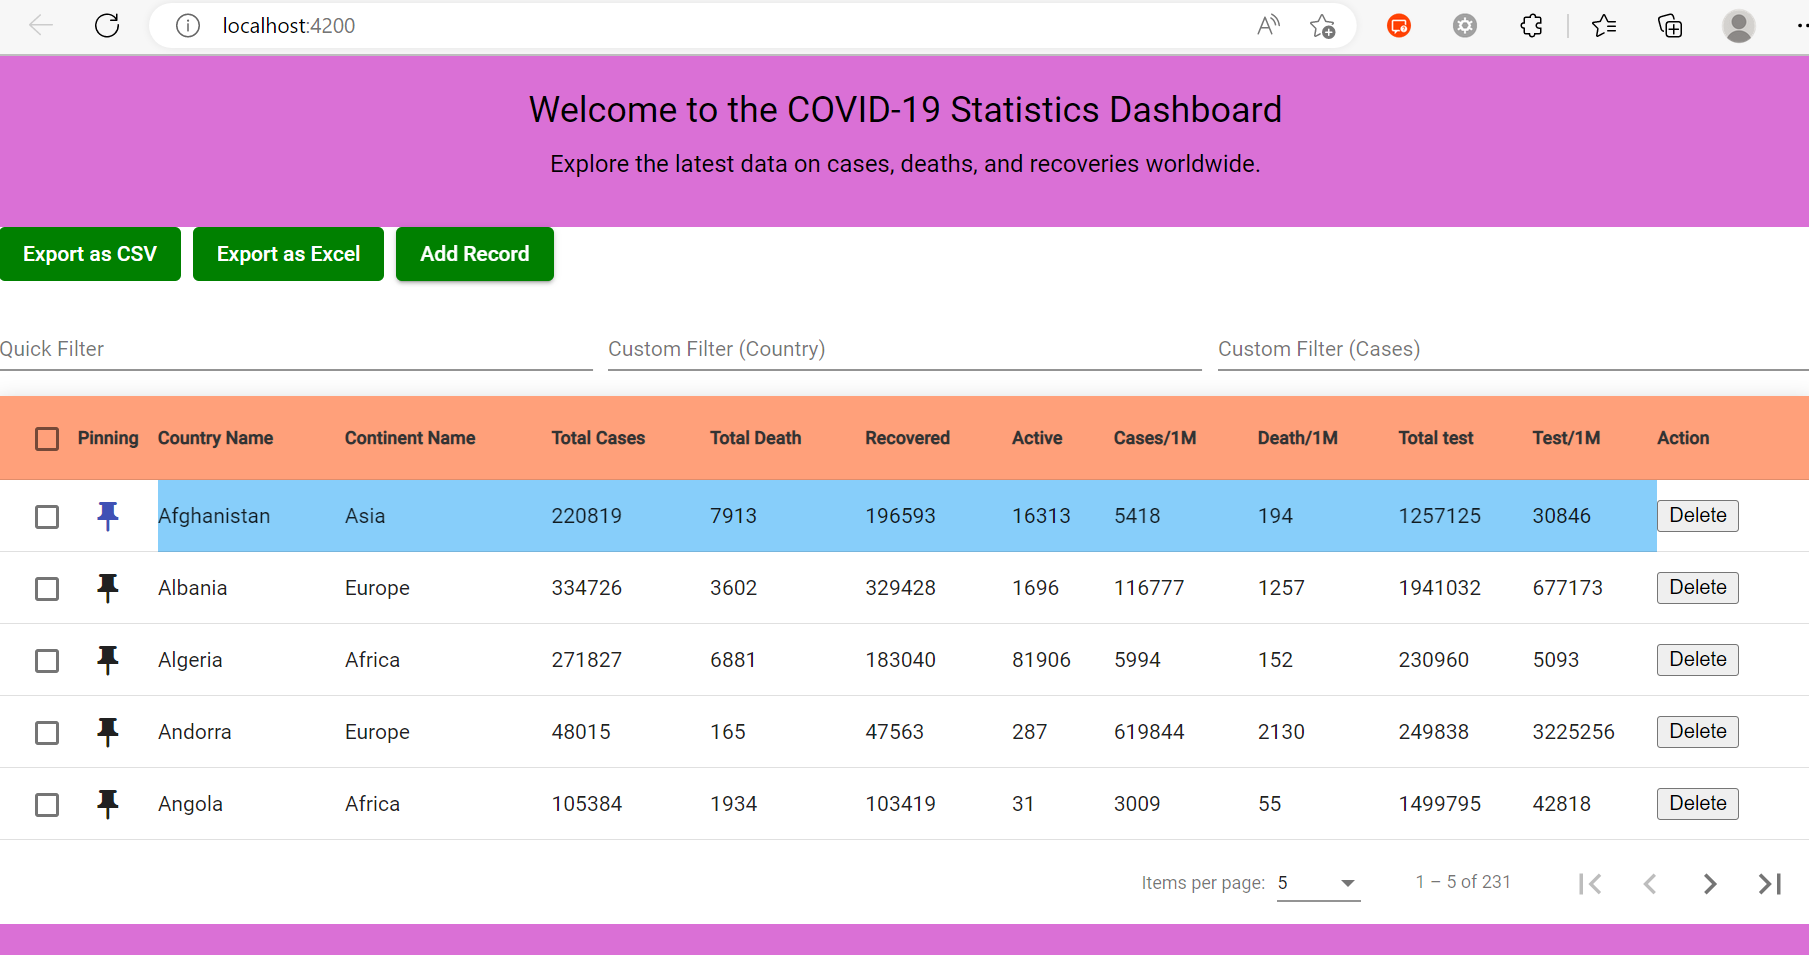 localhost:4200
Welcome to the COVID-19 Statistics Dashboard
Explore the latest data on cases, deaths, and recoveries worldwide.
Export as CSV Export as Excel Add Record
Quick Filter Custom Filter (Country) Custom Filter (Cases)
Pinning Country Name Continent Name Total Cases Total Death Recovered Active Cases/1M Death/1M Total test Test/1M Action
Afghanistan Asia 220819 7913 196593 16313 5418 194 1257125 30846 Delete
Albania Europe 334726 3602 329428 1696 116777 1257 1941032 677173 Delete
Algeria Africa 271827 6881 183040 81906 5994 152 230960 5093 Delete
Andorra Europe 48015 165 47563 287 619844 2130 249838 3225256 Delete
Angola Africa 105384 1934 103419 31 3009 55 1499795 42818 Delete
Items per page: 5 1 – 5 of 231